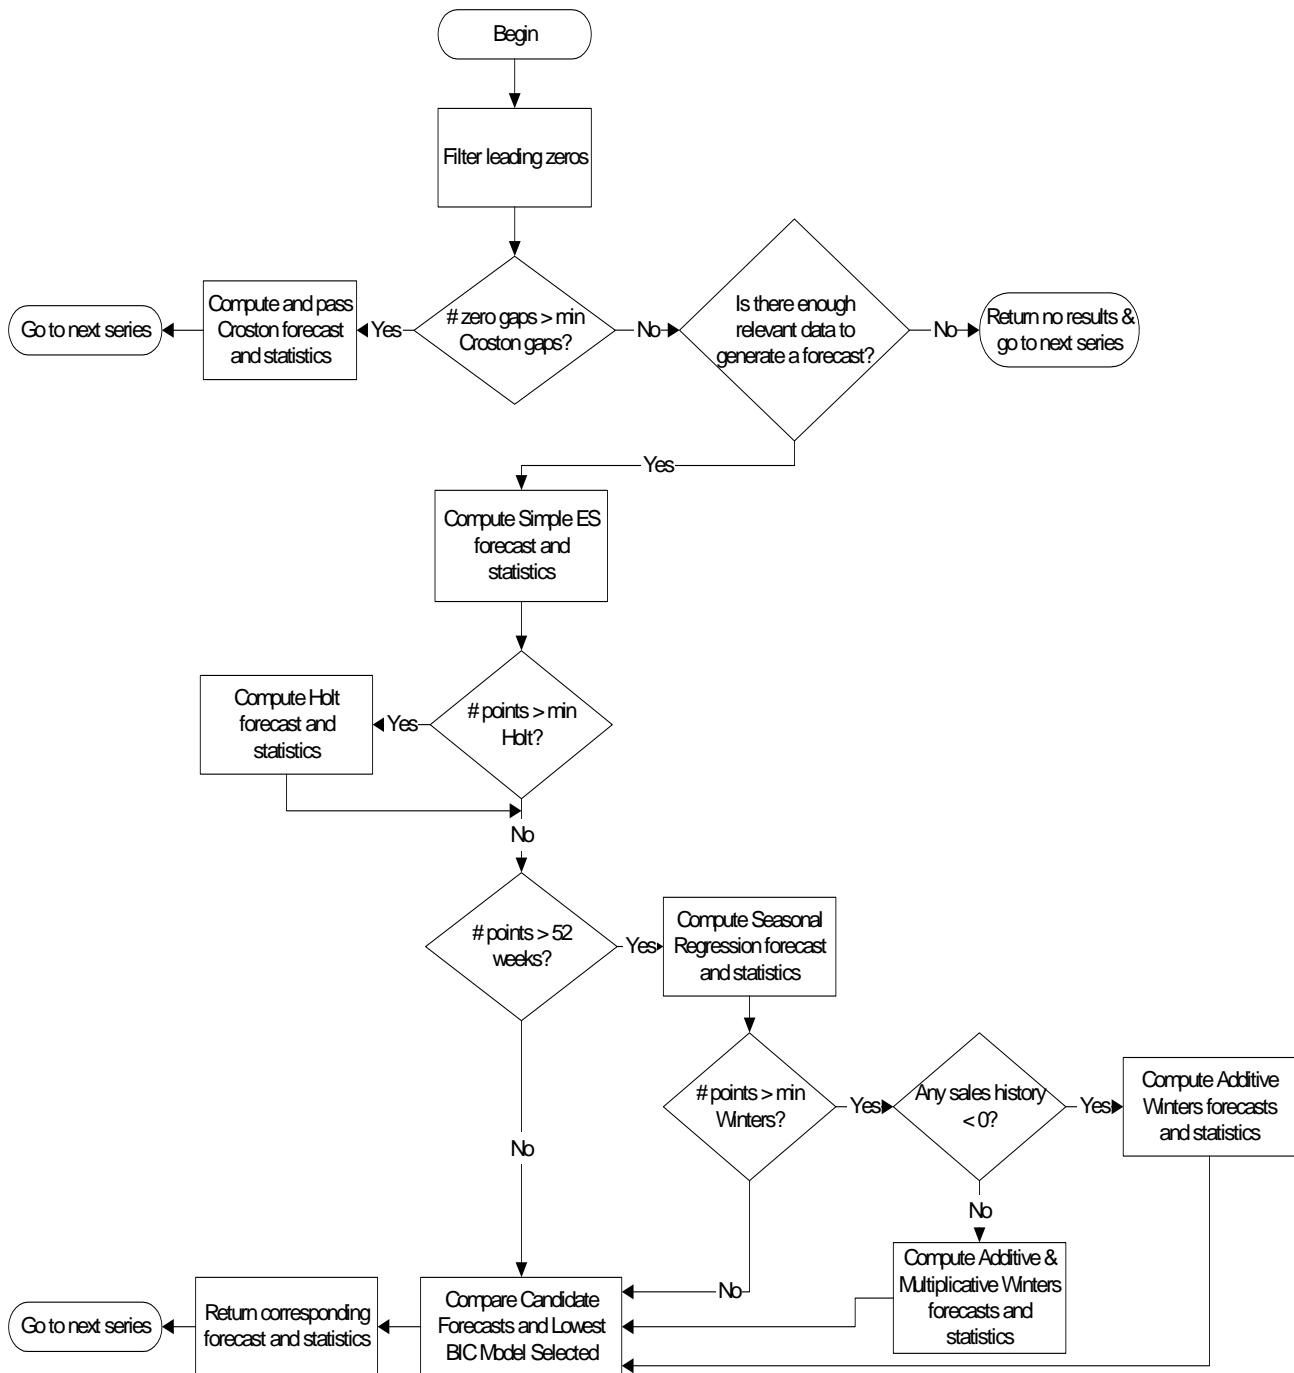 Begin
Filter leading zeros
# zero gaps > min
Croston gaps?
Yes
Compute and pass
Croston forecast
and statistics
Go to next series
No
Is there enough
relevant data to
generate a forecast?
No
Return no results &
go to next series
Yes
Compute Simple ES
forecast and
statistics
# points > min
Holt?
Yes
Compute Holt
forecast and
statistics
No
# points > 52
weeks?
Yes
Compute Seasonal
Regression forecast
and statistics
# points > min
Winters?
Yes
Any sales history
< 0?
Yes
Compute Additive
Winters forecasts
and statistics
No
No
Compute Additive &
Multiplicative Winters
forecasts and
statistics
No
Compare Candidate
Forecasts and Lowest
BIC Model Selected
Return corresponding
forecast and statistics
Go to next series